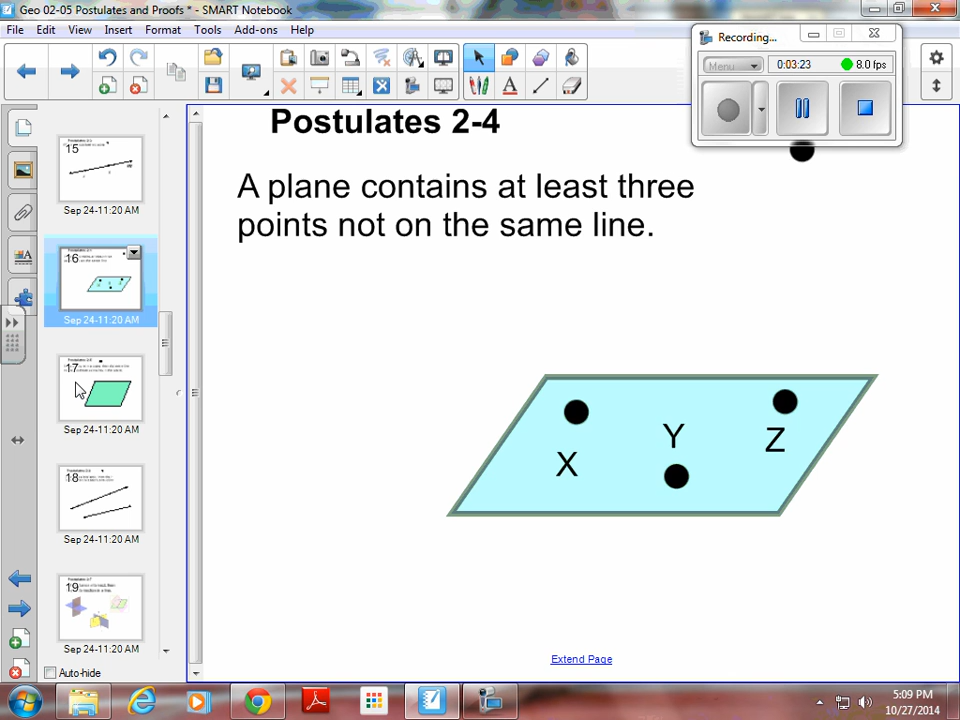 Geo 02-05 Postulates and Proofs * - SMART Notebook
File Edit View Insert Format Tools Add-ons Help
Recording...
Menu 0:03:23 8.0 fps
15
Sep 24-11:20 AM
16
Sep 24-11:20 AM
17
Sep 24-11:20 AM
18
Sep 24-11:20 AM
19
Sep 24-11:20 AM
Auto-hide
Postulates 2-4
A plane contains at least three
points not on the same line.
X
Y
Z
Extend Page
5:09 PM
10/27/2014